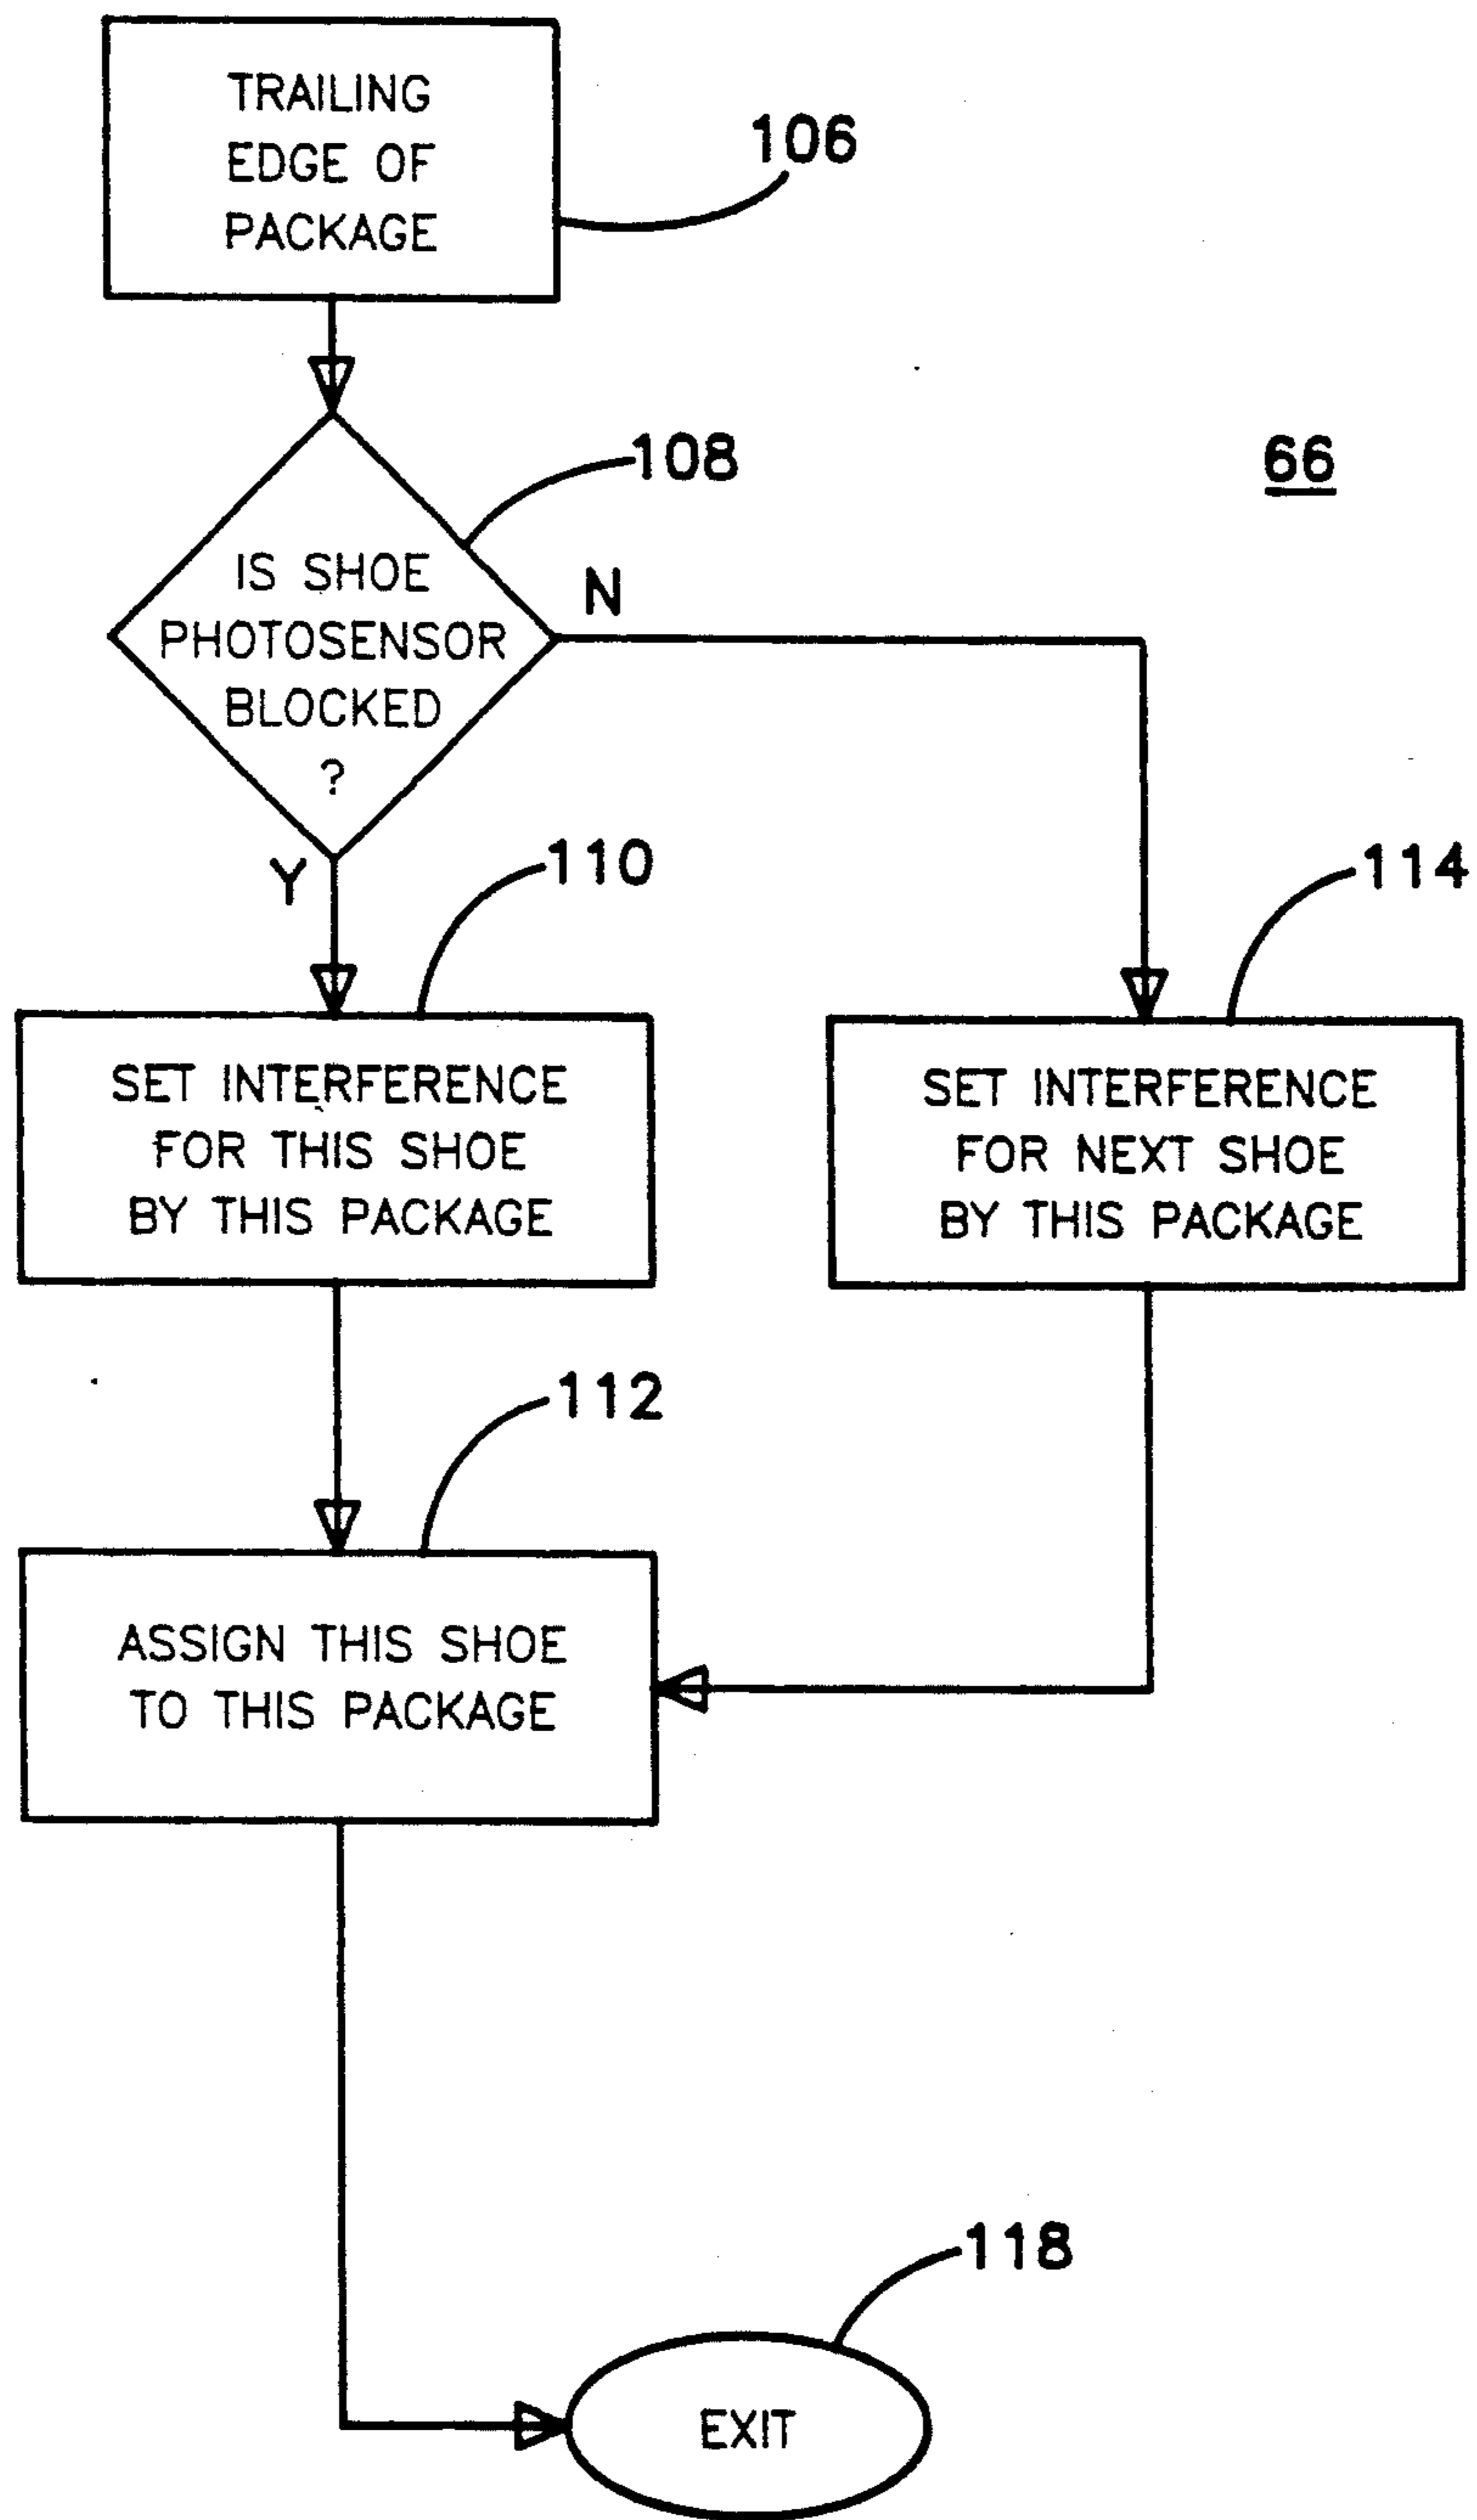 TRAILING
EDGE OF
PACKAGE
106
108
66
IS SHOE
PHOTOSENSOR
BLOCKED
?
N
Y
110
114
SET INTERFERENCE
FOR THIS SHOE
BY THIS PACKAGE
SET INTERFERENCE
FOR NEXT SHOE
BY THIS PACKAGE
112
ASSIGN THIS SHOE
TO THIS PACKAGE
118
EXIT